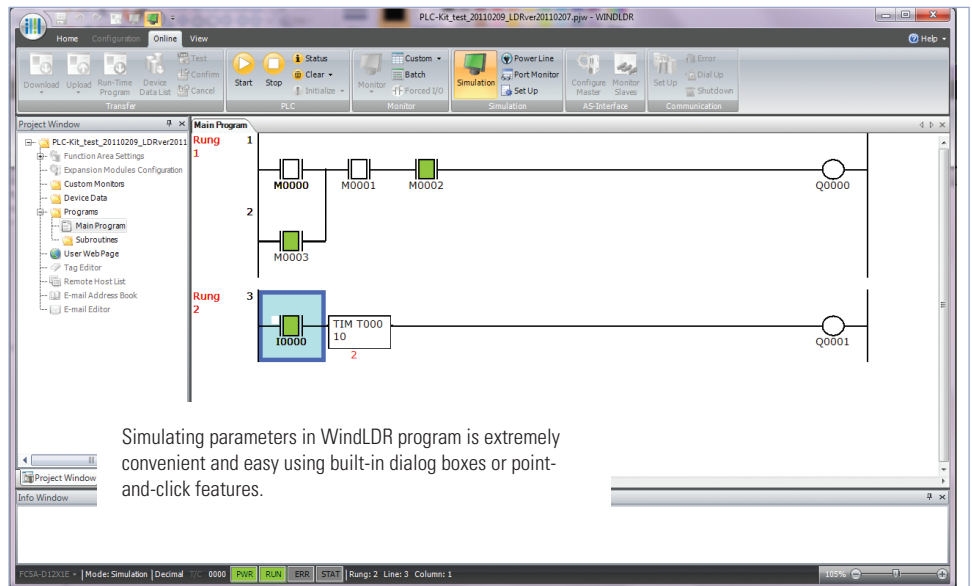 PLC-Kit_test_20110209_LDRver20110207.pjw - WINDLDR
Home Configuration Online View Help
Download Upload Run-Time Program Device Data List Test Confirm Cancel
Transfer
Start Stop Status Clear Initialize
PLC
Monitor Custom Batch Forced I/O
Monitor
Simulation Power Line Port Monitor Set Up
Simulation
Configure Master Monitor Slaves
AS-Interface
Set Up Error Dial Up Shutdown
Communication
Project Window
PLC-Kit_test_20110209_LDRver2011
Function Area Settings
Expansion Modules Configuration
Custom Monitors
Device Data
Programs
Main Program
Subroutines
User Web Page
Tag Editor
Remote Host List
E-mail Address Book
E-mail Editor
Main Program
Rung 1
1
M0000 M0001 M0002 Q0000
2
M0003
Rung 3
2
I0000 TIM T000 Q0001
10
2
Simulating parameters in WindLDR program is extremely
convenient and easy using built-in dialog boxes or point-
and-click features.
Project Window
Info Window
FC5A-D12X1E Mode: Simulation Decimal T/C 0000 PWR RUN ERR STAT Rung: 2 Line: 3 Column: 1 105%